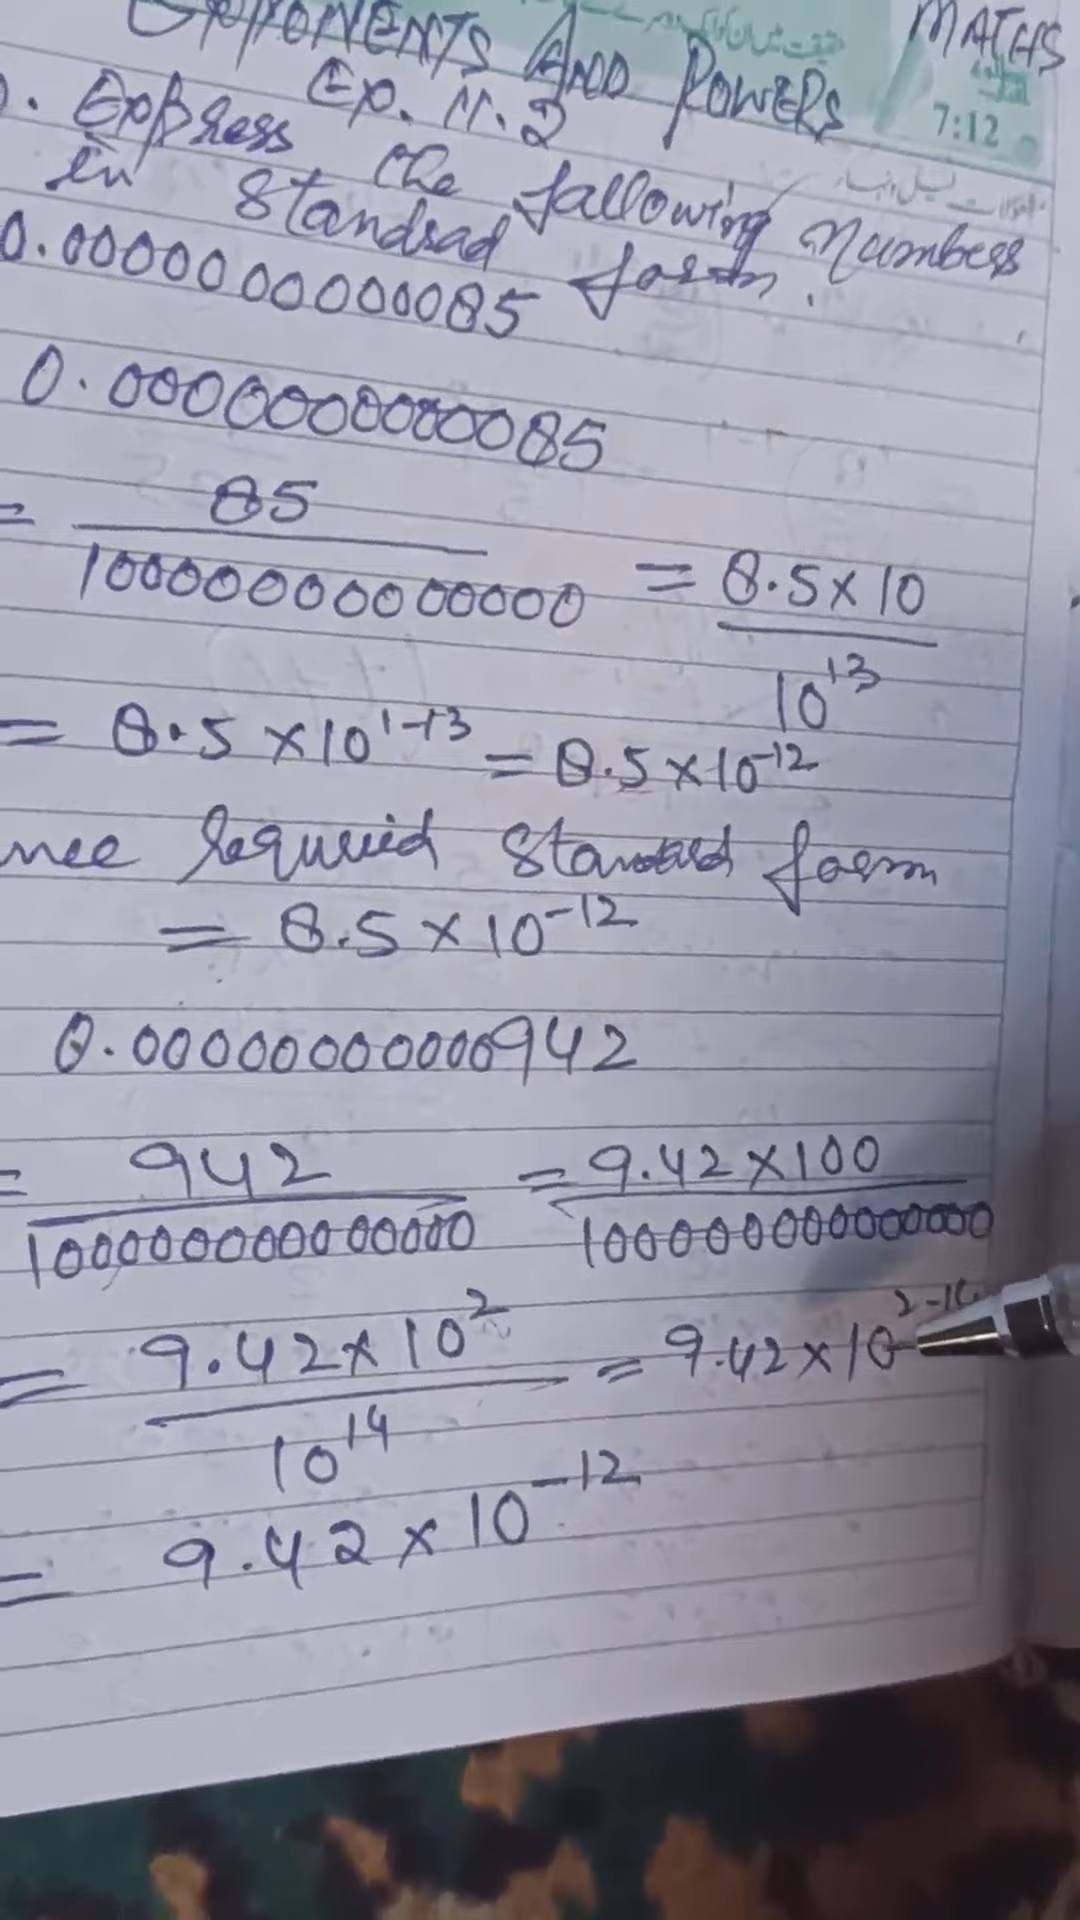 EXPONENTS AND POWERS MATHS
Ex. 11.2
7:12
. Express the following Numbers
in Standrad form.
0.0000000000085
0.0000000000085
= 85 / 10000000000000 = 8.5×10 / 10^13
= 8.5×10^1-13 = 8.5×10^-12
nce required Standard form
= 8.5×10^-12
0.00000000000942
= 942 / 100000000000000 = 9.42×100 / 100000000000000
= 9.42×10^2 / 10^14 = 9.42×10^2-14
= 9.42×10^-12